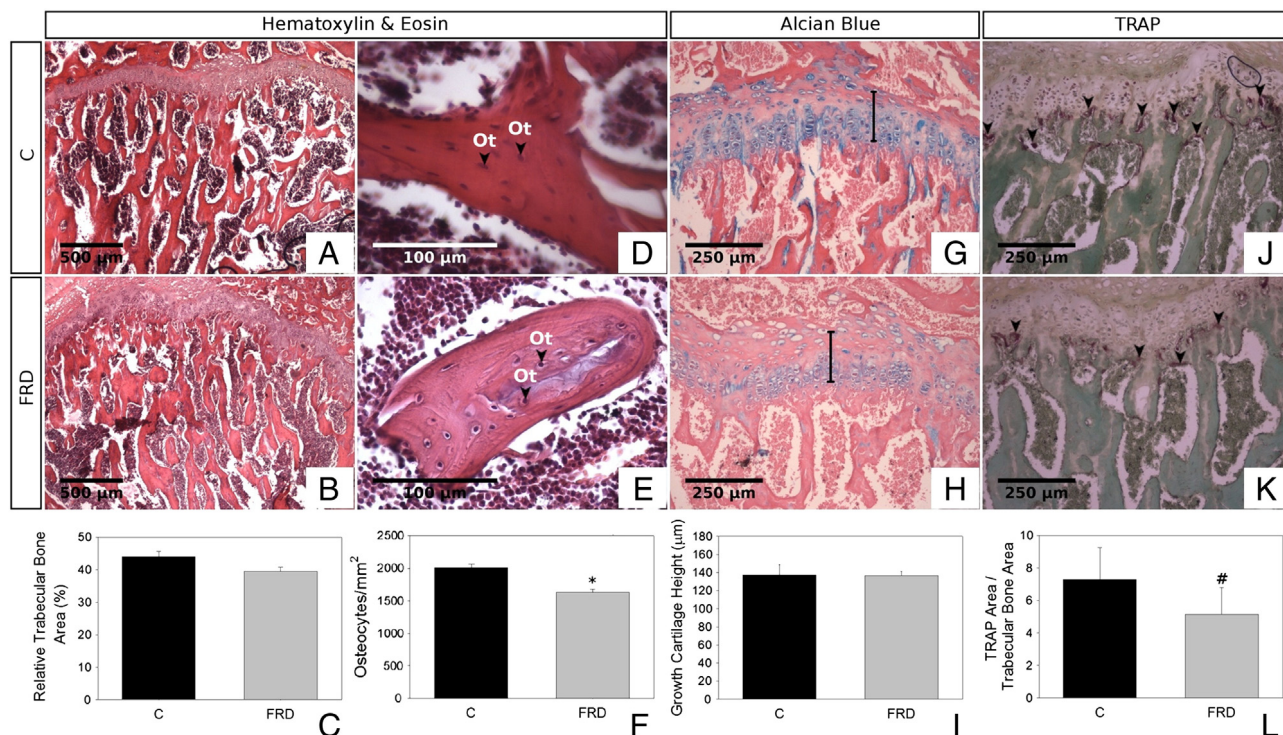 Hematoxylin & Eosin
Alcian Blue
TRAP
C
500 µm
A
Ot
Ot
100 µm
D
250 µm
G
250 µm
J
FRD
500 µm
B
Ot
Ot
100 µm
E
250 µm
H
250 µm
K
Relative Trabecular Bone
Area (%)
50
40
30
20
10
0
C
FRD
C
Osteocytes/mm²
2500
2000
1500
1000
500
0
*
C
FRD
F
Growth Cartilage Height (µm)
180
160
140
120
100
80
60
40
20
0
C
FRD
I
TRAP Area /
Trabecular Bone Area
10
8
6
4
2
0
#
C
FRD
L